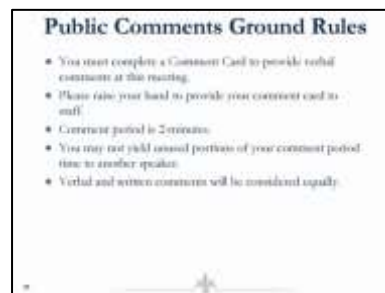 Public Comments Ground Rules
• You must complete a Comment Card to provide verbal
comments at this meeting.
• Please raise your hand to provide your comment card to
staff.
• Comment period is 2 minutes.
• You may not yield unused portions of your comment period
time to another speaker.
• Verbal and written comments will be considered equally.